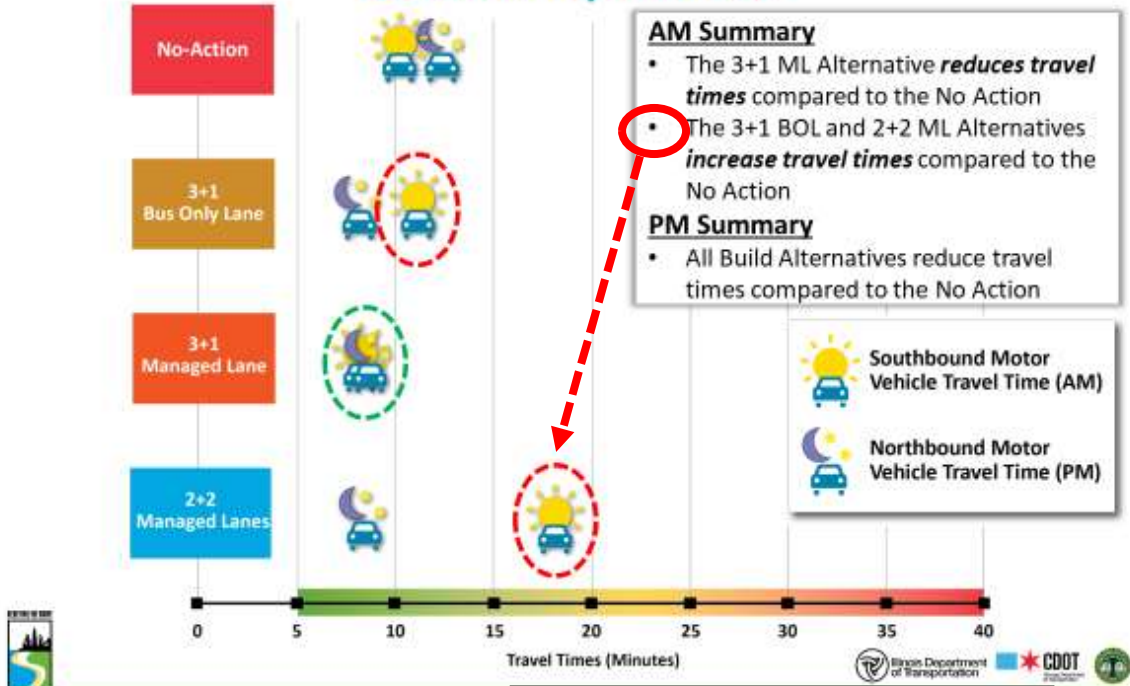 No-Action
3+1
Bus Only Lane
3+1
Managed Lane
2+2
Managed Lanes
AM Summary
• The 3+1 ML Alternative reduces travel
times compared to the No Action
• The 3+1 BOL and 2+2 ML Alternatives
increase travel times compared to the
No Action
PM Summary
• All Build Alternatives reduce travel
times compared to the No Action
Southbound Motor
Vehicle Travel Time (AM)
Northbound Motor
Vehicle Travel Time (PM)
0 5 10 15 20 25 30 35 40
Travel Times (Minutes)
Illinois Department
of Transportation
CDOT